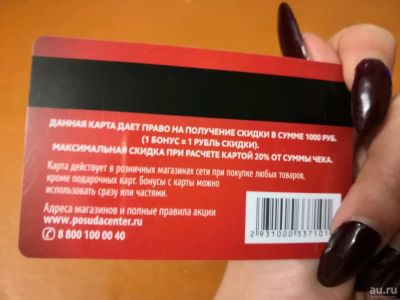 ДАННАЯ КАРТА ДАЕТ ПРАВО НА ПОЛУЧЕНИЕ СКИДКИ В СУММЕ 1000 РУБ.
(1 БОНУС = 1 РУБЛЬ СКИДКИ).
МАКСИМАЛЬНАЯ СКИДКА ПРИ РАСЧЕТЕ КАРТОЙ 20% ОТ СУММЫ ЧЕКА.
Карта действует в розничных магазинах сети при покупке любых товаров,
кроме подарочных карт. Бонусы с карты можно
использовать сразу или частями.
Адреса магазинов и полные правила акции
www.posudacenter.ru
8 800 100 00 40
2 931000 337101
au.ru